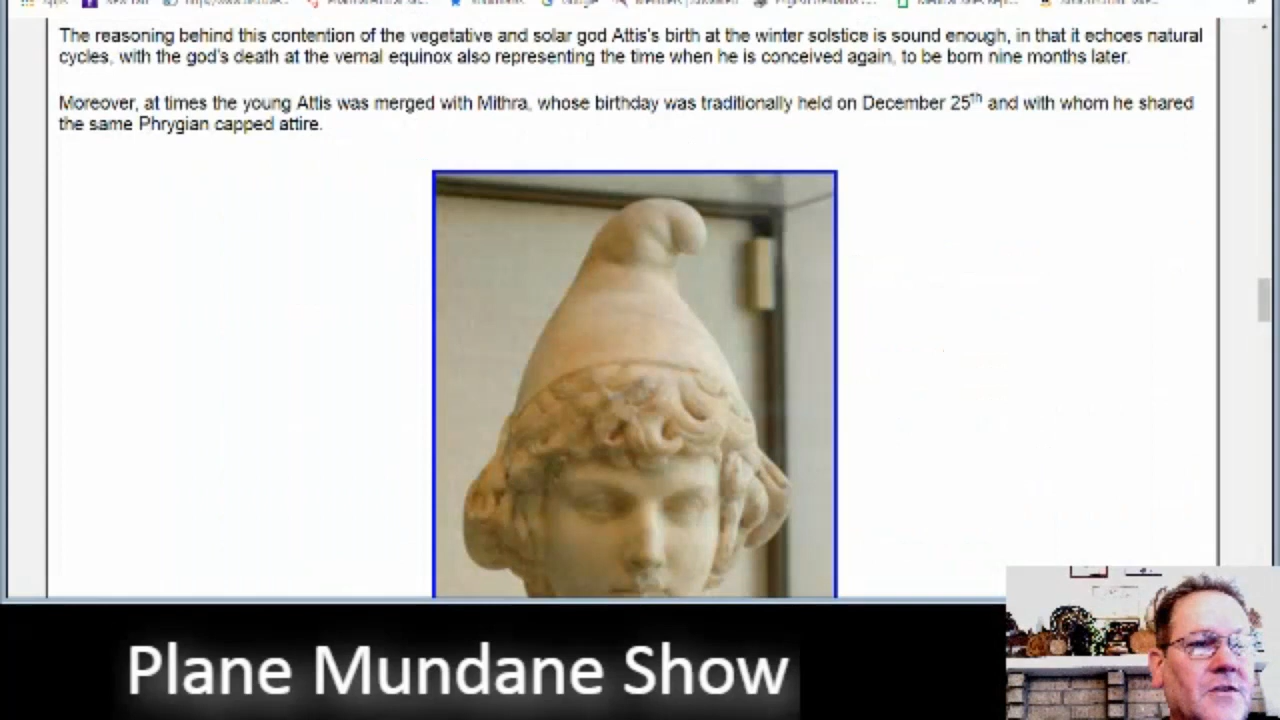 The reasoning behind this contention of the vegetative and solar god Attis's birth at the winter solstice is sound enough, in that it echoes natural
cycles, with the god's death at the vernal equinox also representing the time when he is conceived again, to be born nine months later.
Moreover, at times the young Attis was merged with Mithra, whose birthday was traditionally held on December 25th and with whom he shared
the same Phrygian capped attire.
Plane Mundane Show